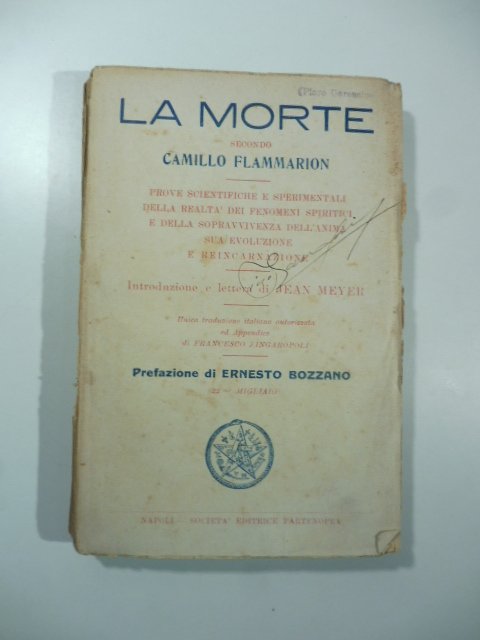 LA MORTE
SECONDO
CAMILLO FLAMMARION
PROVE SCIENTIFICHE E SPERIMENTALI
DELLA REALTA' DEI FENOMENI SPIRITICI
E DELLA SOPRAVVIVENZA DELL'ANIMA
SUA EVOLUZIONE
E REINCARNAZIONE
Introduzione e lettera di JEAN MEYER
Unica traduzione italiana autorizzata
ed Appendice
di FRANCESCO ZINGAROPOLI
Prefazione di ERNESTO BOZZANO
MIGLIAIO
NAPOLI - SOCIETA' EDITRICE PARTENOPEA